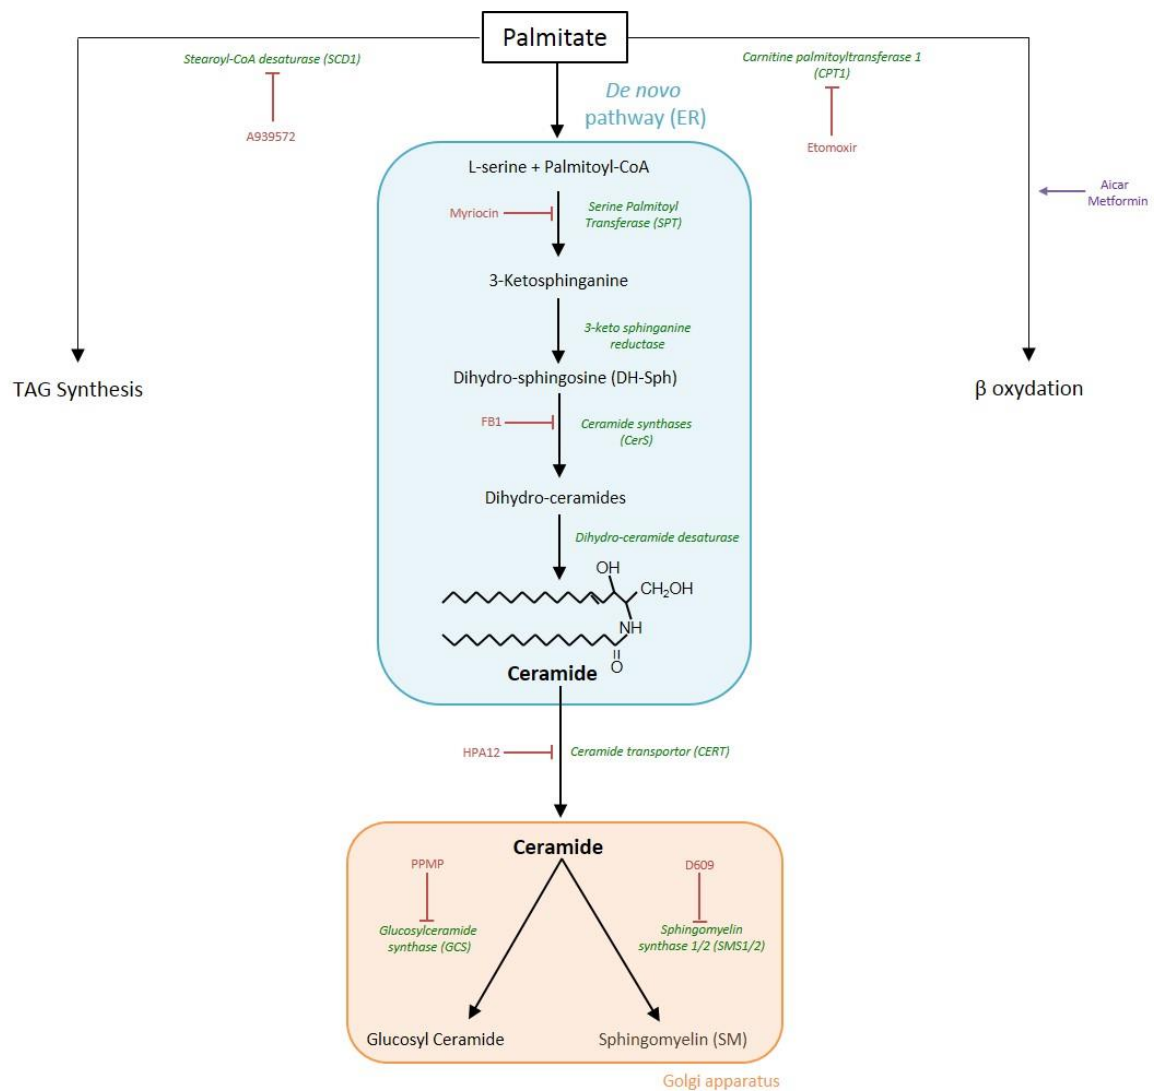 Palmitate
Stearoyl-CoA desaturase (SCD1)
A939572
Carnitine palmitoyltransferase 1
(CPT1)
Etomoxir
De novo
pathway (ER)
Aicar
Metformin
L-serine + Palmitoyl-CoA
Myriocin
Serine Palmitoyl
Transferase (SPT)
3-Ketosphinganine
3-keto sphinganine
reductase
TAG Synthesis
Dihydro-sphingosine (DH-Sph)
β oxydation
FB1
Ceramide synthases
(CerS)
Dihydro-ceramides
Dihydro-ceramide desaturase
OH
CH₂OH
NH
O
Ceramide
HPA12
Ceramide transportor (CERT)
Ceramide
PPMP
D609
Glucosylceramide
synthase (GCS)
Sphingomyelin
synthase 1/2 (SMS1/2)
Glucosyl Ceramide
Sphingomyelin (SM)
Golgi apparatus